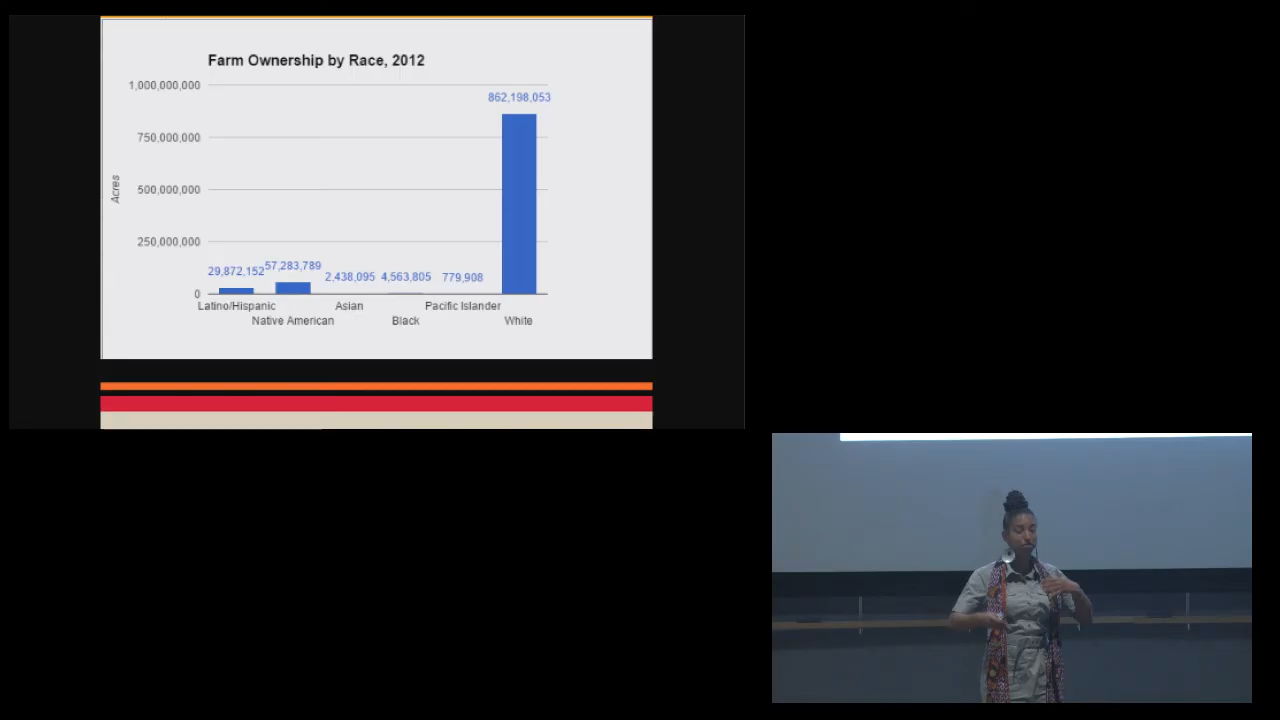 Farm Ownership by Race, 2012
1,000,000,000
862,198,053
750,000,000
Acres
500,000,000
250,000,000
29,872,152 57,283,789 2,438,095 4,563,805 779,908
0
Latino/Hispanic Asian Pacific Islander
Native American Black White